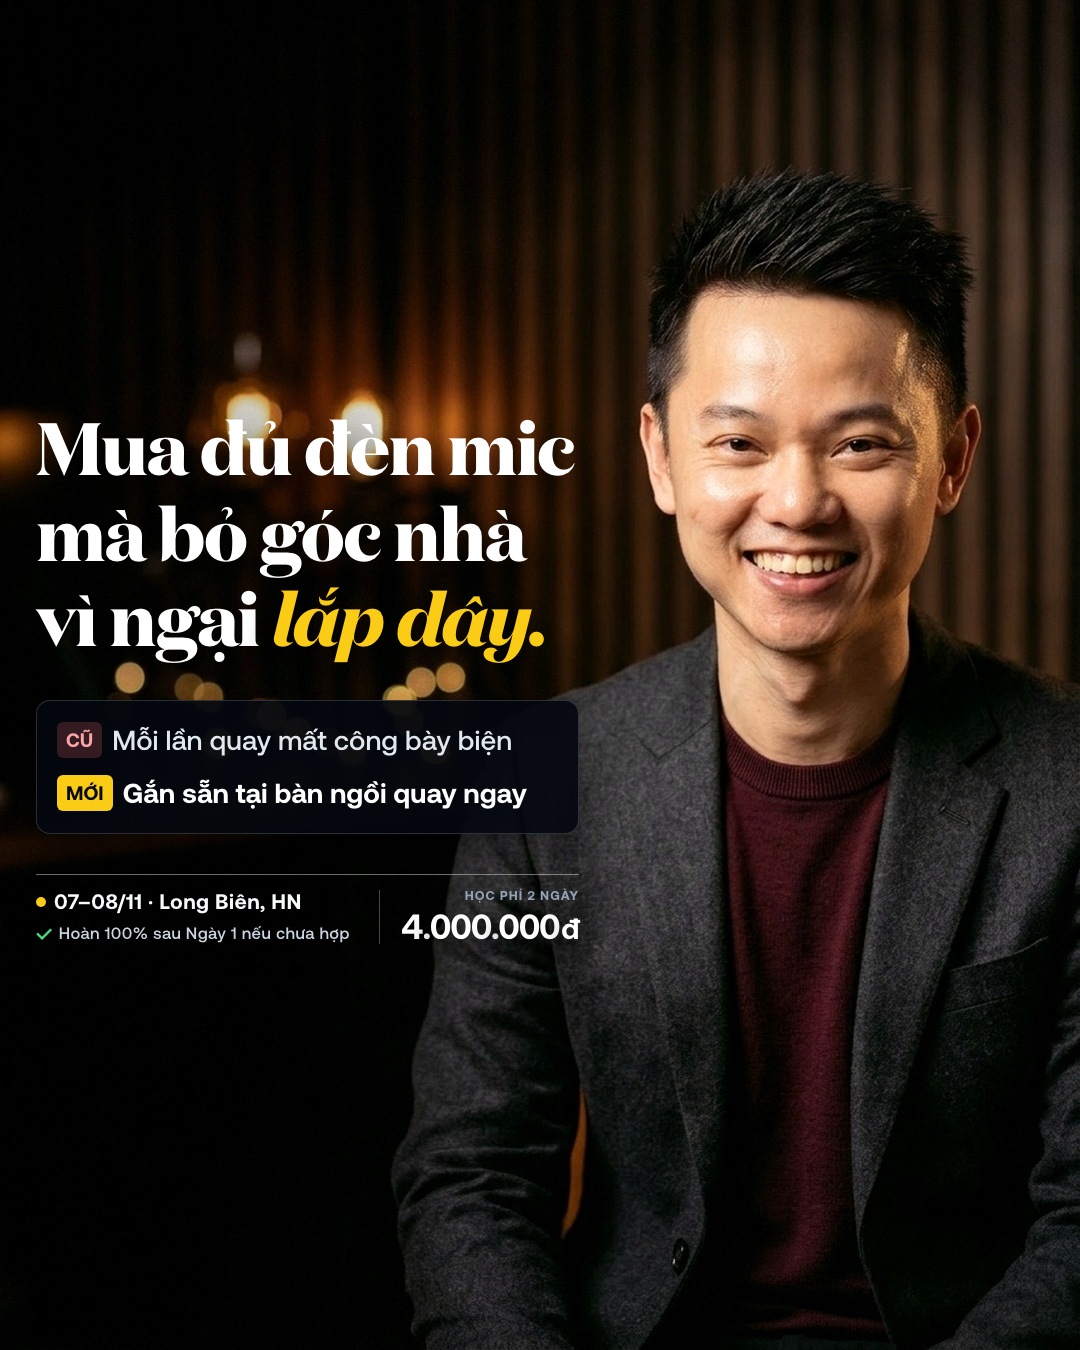 Mua đủ đèn mic
mà bỏ góc nhà
vì ngại lắp dây.
CŨ Mỗi lần quay mất công bày biện
MỚI Gắn sẵn tại bàn ngồi quay ngay
07–08/11 · Long Biên, HN
Hoàn 100% sau Ngày 1 nếu chưa hợp
HỌC PHÍ 2 NGÀY
4.000.000đ